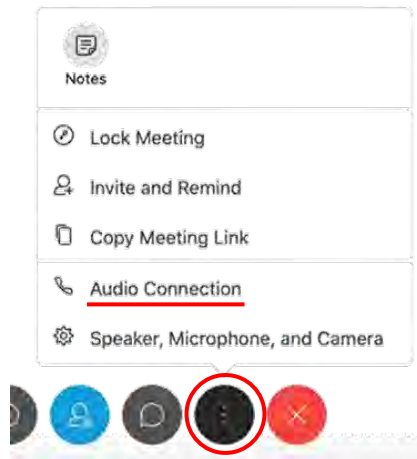 Notes
Lock Meeting
Invite and Remind
Copy Meeting Link
Audio Connection
Speaker, Microphone, and Camera